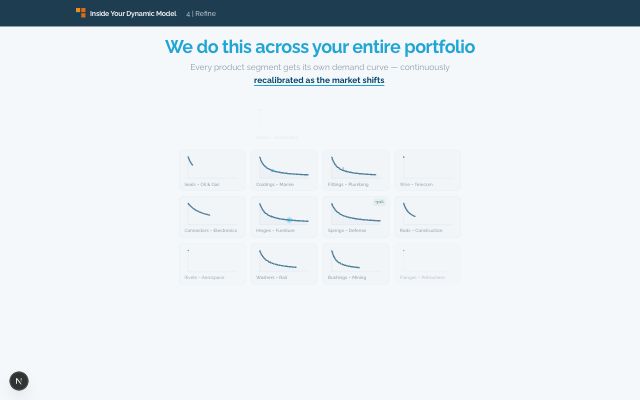 Inside Your Dynamic Model 4 | Refine
We do this across your entire portfolio
Every product segment gets its own demand curve — continuously
recalibrated as the market shifts
Seals – Oil & Gas
Coatings – Marine
Fittings – Plumbing
Wire – Telecom
Connectors – Electronics
Hinges – Furniture
Springs – Defense
Rods – Construction
Rivets – Aerospace
Washers – Rail
Bushings – Mining
Flanges – Petrochem
N